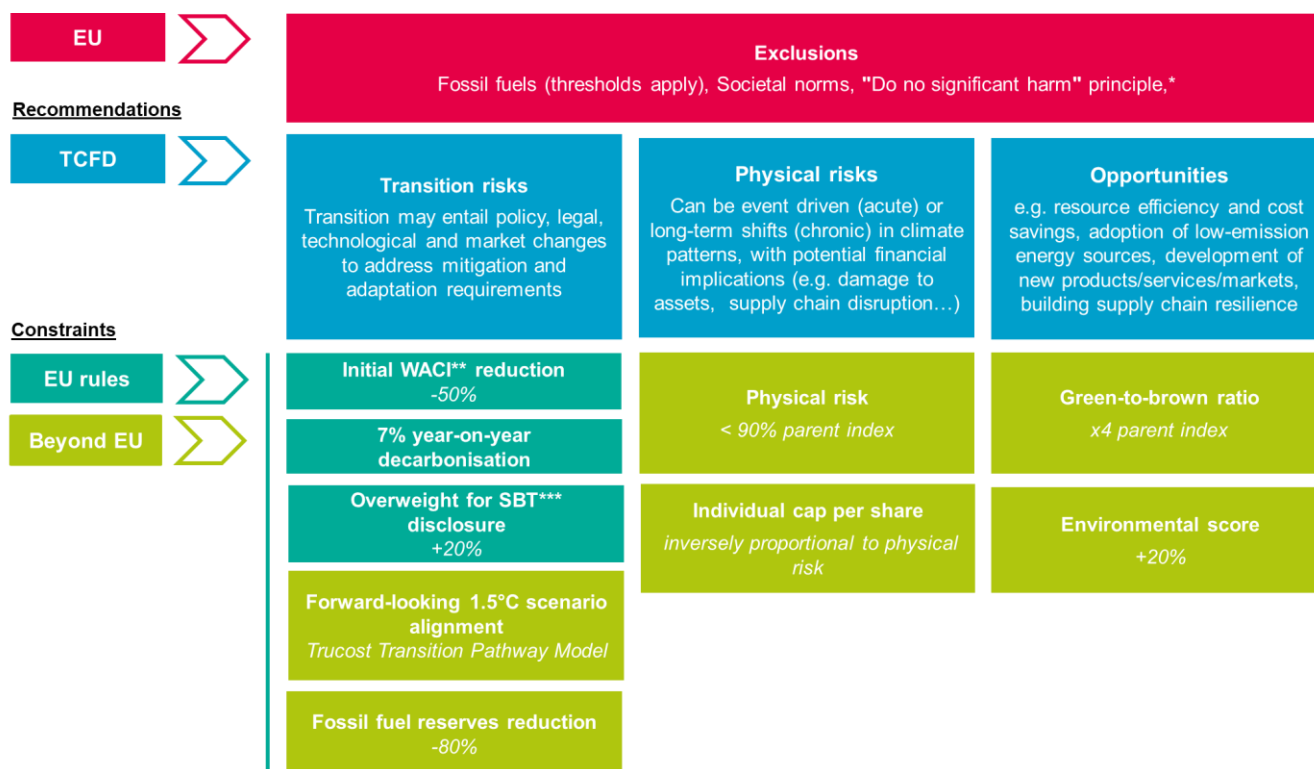 EU
Exclusions
Fossil fuels (thresholds apply), Societal norms, "Do no significant harm" principle,*
Recommendations
TCFD
Transition risks
Transition may entail policy, legal,
technological and market changes
to address mitigation and
adaptation requirements
Physical risks
Can be event driven (acute) or
long-term shifts (chronic) in climate
patterns, with potential financial
implications (e.g. damage to
assets, supply chain disruption…)
Opportunities
e.g. resource efficiency and cost
savings, adoption of low-emission
energy sources, development of
new products/services/markets,
building supply chain resilience
Constraints
EU rules
Beyond EU
Initial WACI** reduction
-50%
7% year-on-year
decarbonisation
Overweight for SBT***
disclosure
+20%
Forward-looking 1.5°C scenario
alignment
Trucost Transition Pathway Model
Fossil fuel reserves reduction
-80%
Physical risk
< 90% parent index
Individual cap per share
inversely proportional to physical
risk
Green-to-brown ratio
x4 parent index
Environmental score
+20%